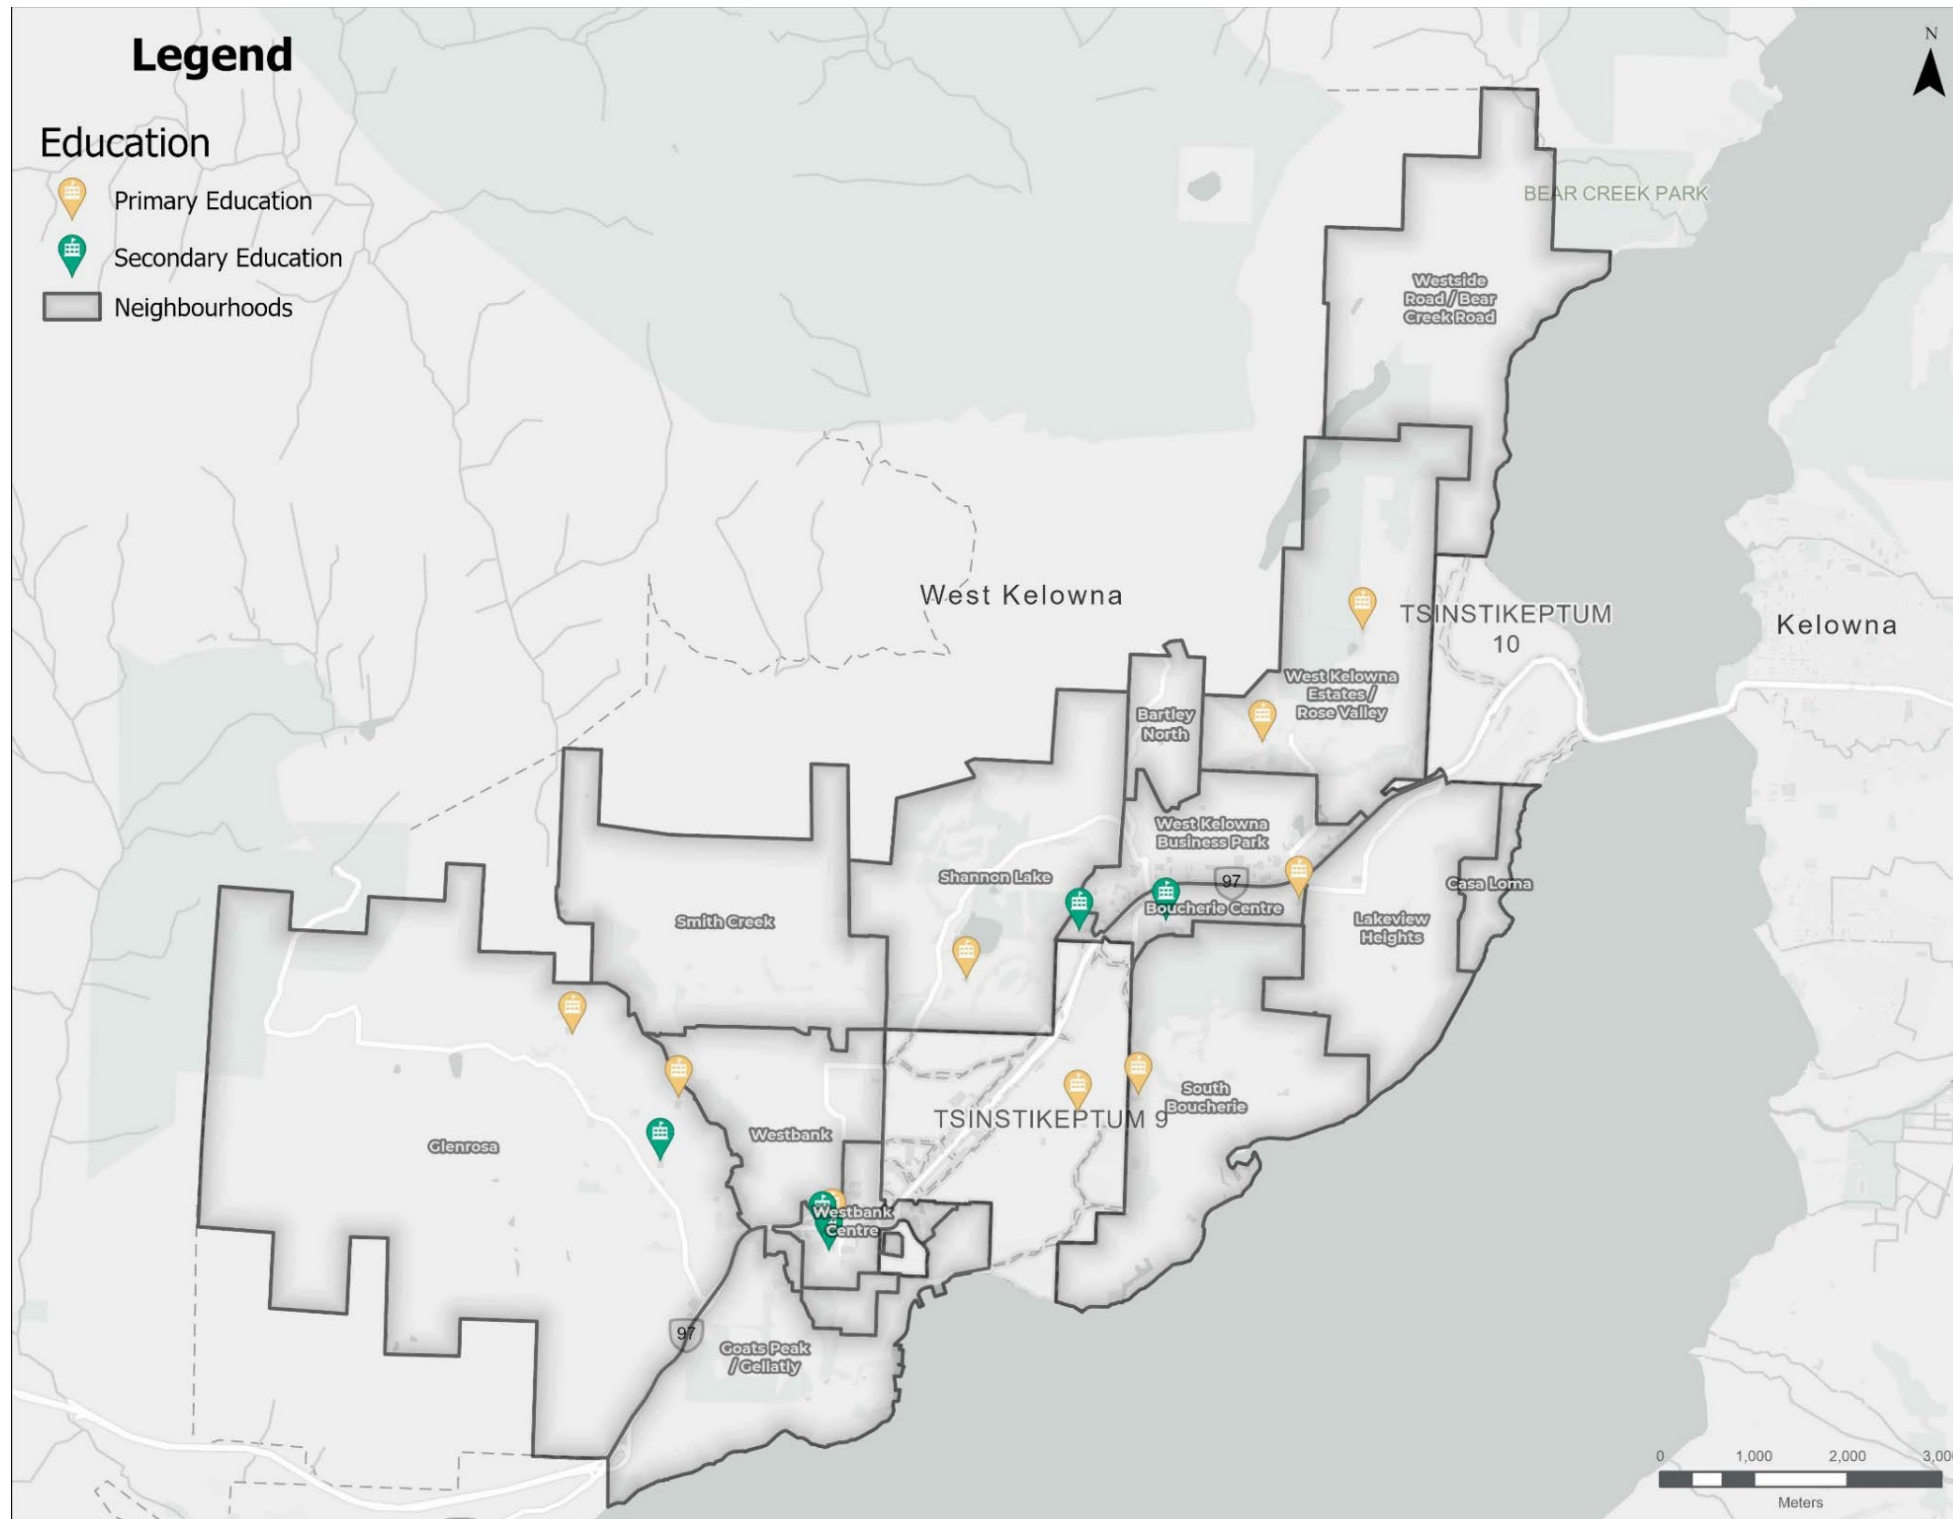 Legend
Education
Primary Education
Secondary Education
Neighbourhoods
N
BEAR CREEK PARK
Westside
Road / Bear
Creek Road
West Kelowna
TSINSTIKEPTUM
10
Kelowna
West Kelowna
Estates /
Rose Valley
Bartley
North
West Kelowna
Business Park
Shannon Lake
97
Casa Loma
Boucherie Centre
Smith Creek
Lakeview
Heights
South
Boucherie
TSINSTIKEPTUM 9
Westbank
Glenrosa
Westbank
Centre
97
Goats Peak
/ Gellatly
0 1,000 2,000 3,00
Meters